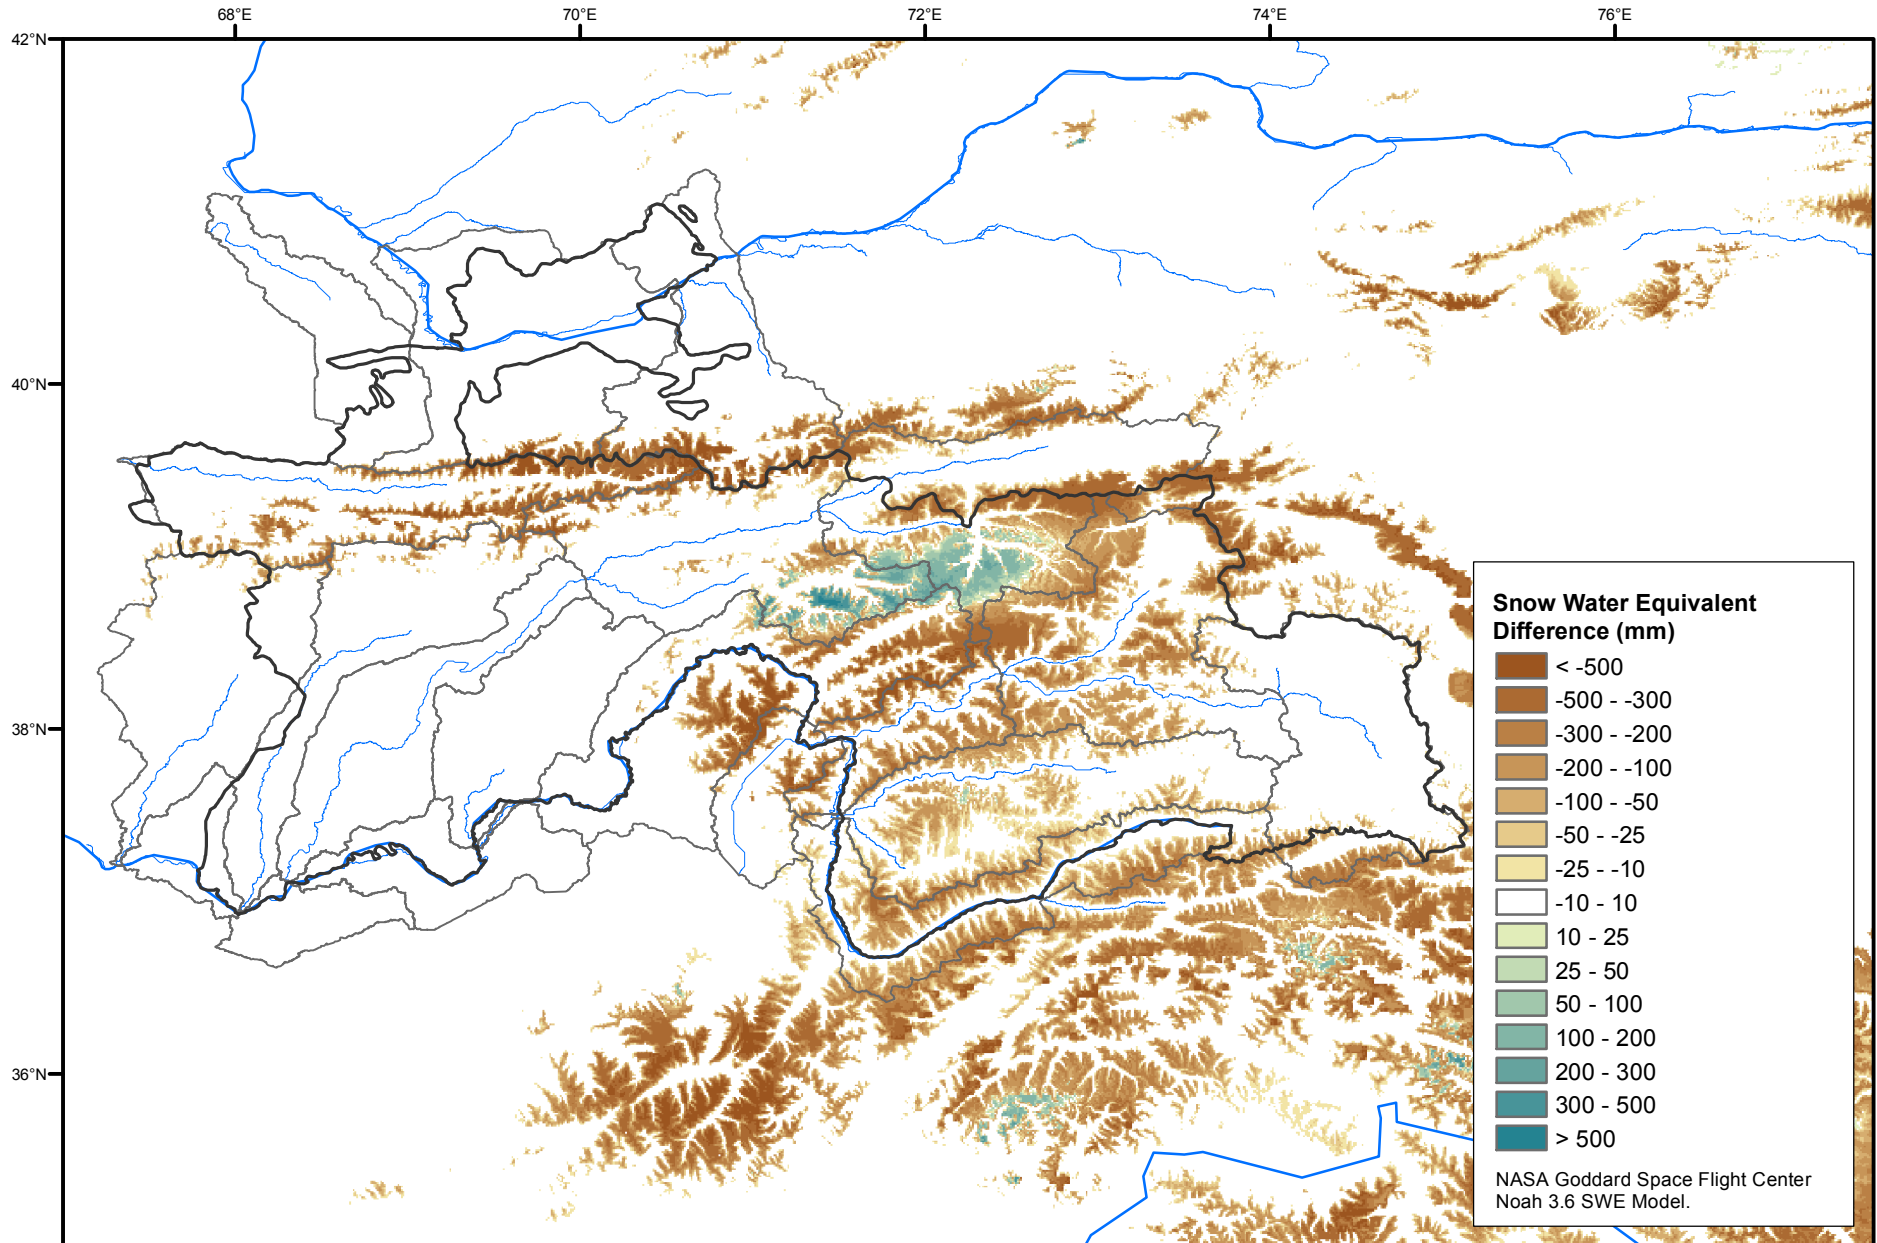 68°E 70°E 72°E 74°E 76°E
42°N
40°N
38°N
36°N
Snow Water Equivalent
Difference (mm)
< -500
-500 - -300
-300 - -200
-200 - -100
-100 - -50
-50 - -25
-25 - -10
-10 - 10
10 - 25
25 - 50
50 - 100
100 - 200
200 - 300
300 - 500
> 500
NASA Goddard Space Flight Center
Noah 3.6 SWE Model.